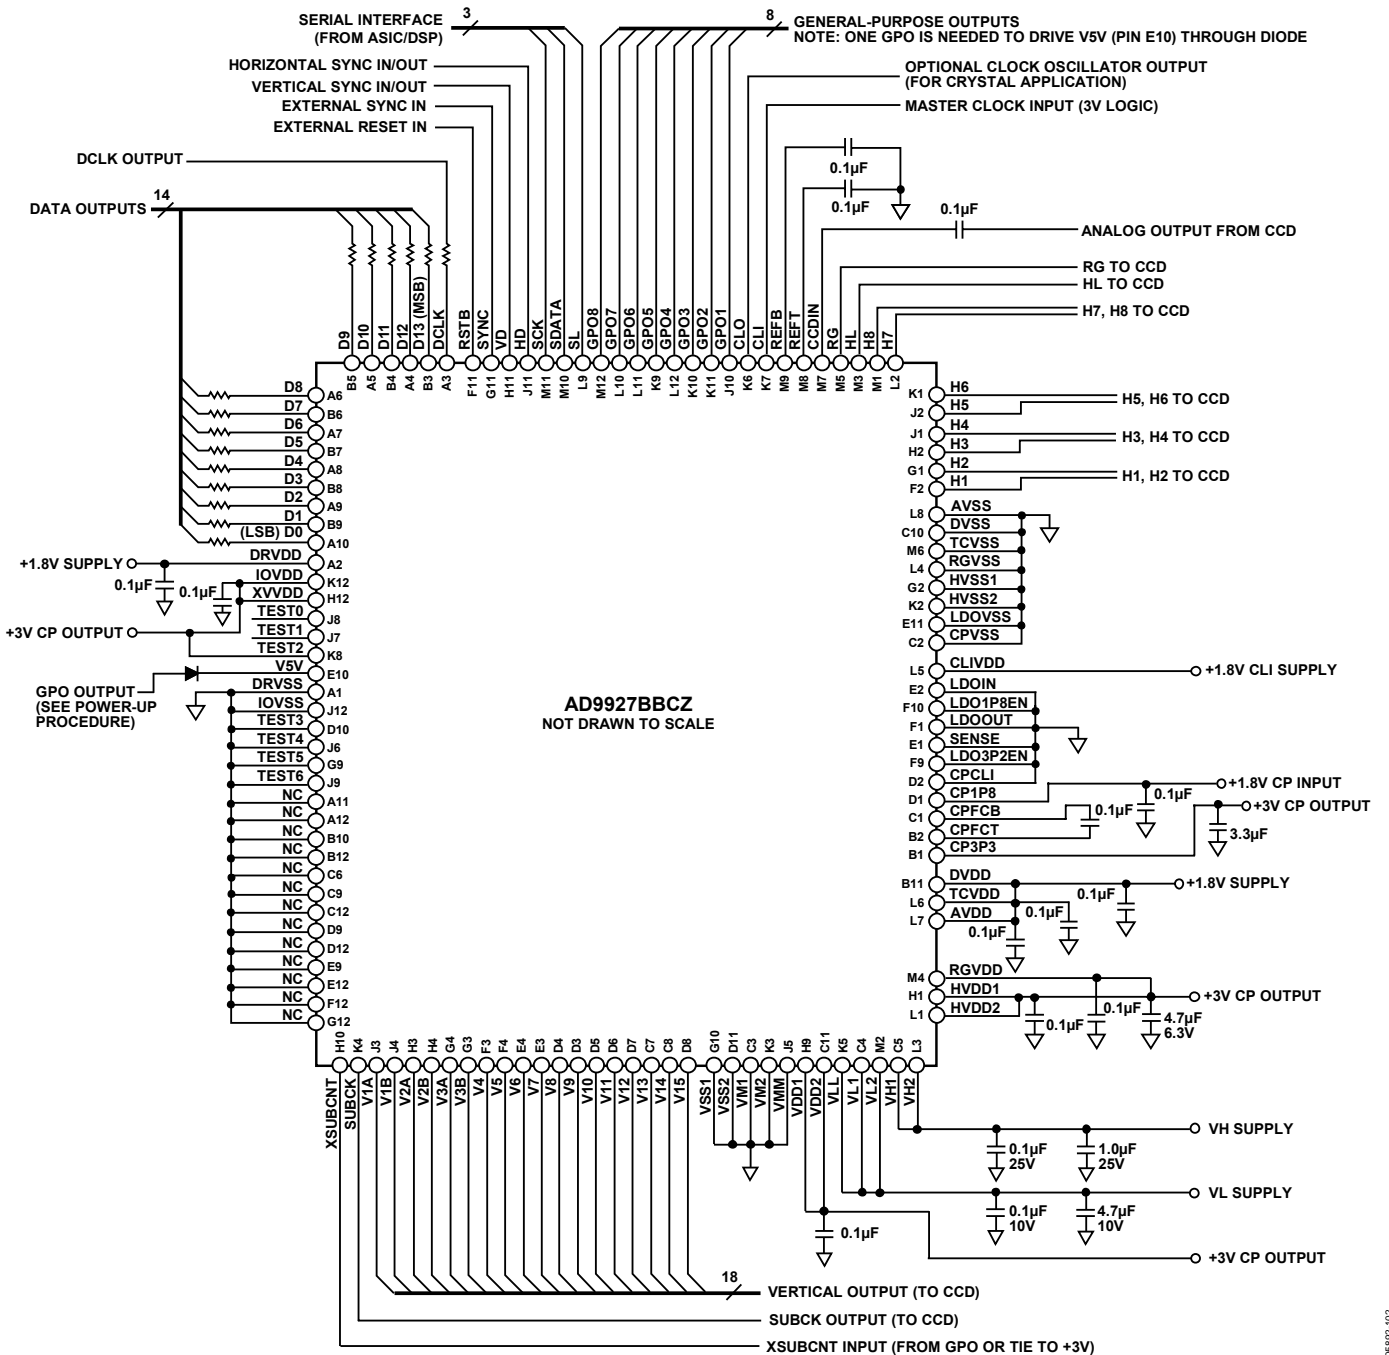 SERIAL INTERFACE
(FROM ASIC/DSP)
3
8
GENERAL-PURPOSE OUTPUTS
NOTE: ONE GPO IS NEEDED TO DRIVE V5V (PIN E10) THROUGH DIODE
HORIZONTAL SYNC IN/OUT
VERTICAL SYNC IN/OUT
EXTERNAL SYNC IN
EXTERNAL RESET IN
OPTIONAL CLOCK OSCILLATOR OUTPUT
(FOR CRYSTAL APPLICATION)
MASTER CLOCK INPUT (3V LOGIC)
DCLK OUTPUT
DATA OUTPUTS
14
0.1µF
0.1µF
0.1µF
ANALOG OUTPUT FROM CCD
RG TO CCD
HL TO CCD
H7, H8 TO CCD
D9
D10
D11
D12
D13 (MSB)
DCLK
RSTB
SYNC
VD
HD
SCK
SDATA
SL
GPO8
GPO7
GPO6
GPO5
GPO4
GPO3
GPO2
GPO1
CLO
CLI
REFB
REFT
CCDIN
RG
HL
H8
H7
B5
A5
B4
A4
B3
A3
F11
G11
H11
J11
M11
M10
L9
M12
L10
L11
K9
L12
K10
K11
J10
K6
K7
M9
M8
M7
M5
M3
M1
L2
D8 A6
D7 B6
D6 A7
D5 B7
D4 A8
D3 B8
D2 A9
D1 B9
(LSB) D0 A10
DRVDD A2
IOVDD K12
XVVDD H12
TEST0 J8
TEST1 J7
TEST2 K8
V5V E10
DRVSS A1
IOVSS J12
TEST3 D10
TEST4 J6
TEST5 G9
TEST6 J9
NC A11
NC A12
NC B10
NC B12
NC C6
NC C9
NC C12
NC D9
NC D12
NC E9
NC E12
NC F12
NC G12
+1.8V SUPPLY
0.1µF
0.1µF
+3V CP OUTPUT
GPO OUTPUT
(SEE POWER-UP
PROCEDURE)
AD9927BBCZ
NOT DRAWN TO SCALE
K1 H6
J2 H5
H5, H6 TO CCD
J1 H4
H2 H3
H3, H4 TO CCD
G1 H2
F2 H1
H1, H2 TO CCD
L8 AVSS
C10 DVSS
M6 TCVSS
L4 RGVSS
G2 HVSS1
K2 HVSS2
E11 LDOVSS
C2 CPVSS
L5 CLIVDD
+1.8V CLI SUPPLY
E2 LDOIN
F10 LDO1P8EN
F1 LDOOUT
E1 SENSE
F9 LDO3P2EN
D2 CPCLI
D1 CP1P8
C1 CPFCB
B2 CPFCT
B1 CP3P3
+1.8V CP INPUT
0.1µF
0.1µF
+3V CP OUTPUT
3.3µF
B11 DVDD
L6 TCVDD
L7 AVDD
+1.8V SUPPLY
0.1µF
0.1µF
0.1µF
M4 RGVDD
H1 HVDD1
L1 HVDD2
+3V CP OUTPUT
0.1µF
0.1µF
4.7µF
6.3V
H10
K4
J3
J4
H3
H4
G4
G3
F3
F4
E4
E3
D4
D3
D5
D6
D7
C7
C8
D8
G10
D11
C3
K3
J5
H9
C11
K5
C4
M2
C5
L3
XSUBCNT
SUBCK
V1A
V1B
V2A
V2B
V3A
V3B
V4
V5
V6
V7
V8
V9
V10
V11
V12
V13
V14
V15
VSS1
VSS2
VM1
VM2
VMM
VDD1
VDD2
VLL
VL1
VL2
VH1
VH2
VH SUPPLY
0.1µF
25V
1.0µF
25V
VL SUPPLY
0.1µF
10V
4.7µF
10V
0.1µF
+3V CP OUTPUT
18
VERTICAL OUTPUT (TO CCD)
SUBCK OUTPUT (TO CCD)
XSUBCNT INPUT (FROM GPO OR TIE TO +3V)